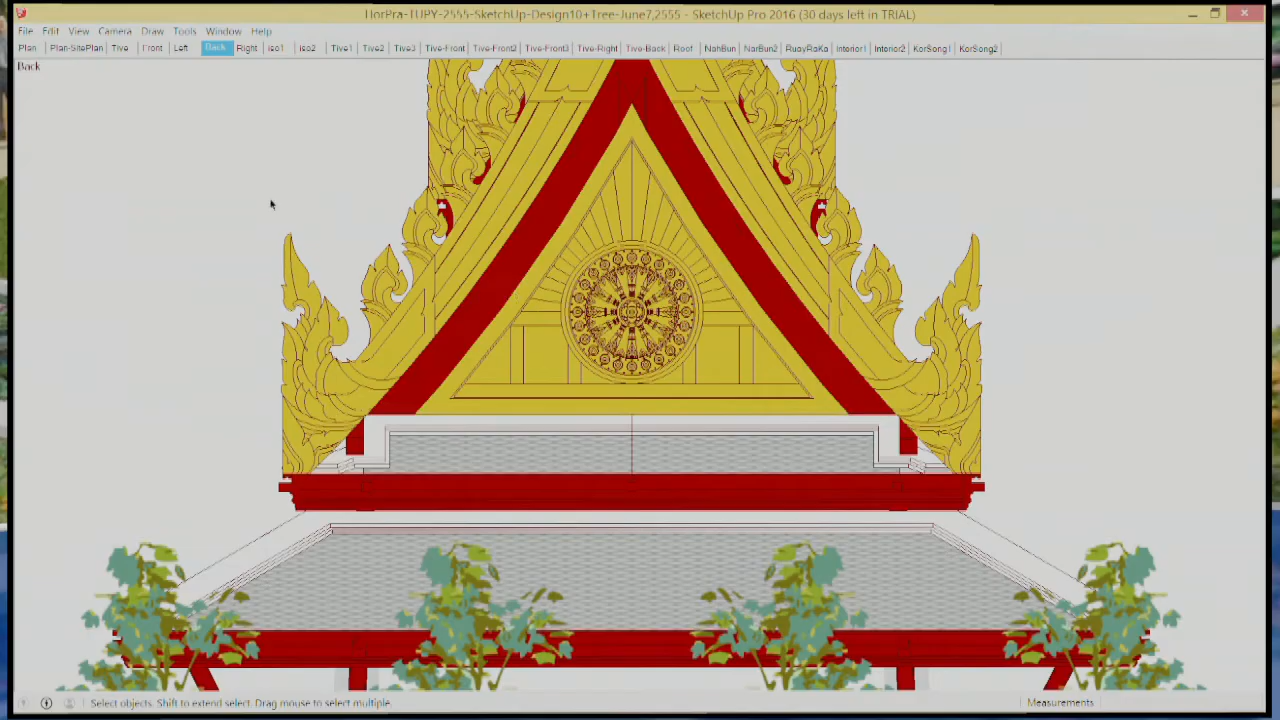 HorPra-TUPY-2555-SketchUp-Design10+Tree-June7,2555 - SketchUp Pro 2016 (30 days left in TRIAL)
File Edit View Camera Draw Tools Window Help
Plan Plan-SitePlan Tive Front Left Back Right iso1 iso2 Tive1 Tive2 Tive3 Tive-Front Tive-Front2 Tive-Front3 Tive-Right Tive-Back Roof NahBun NarBun2 RuayRaKa Interior1 Interior2 KorSong1 KorSong2
Back
Select objects. Shift to extend select. Drag mouse to select multiple.
Measurements